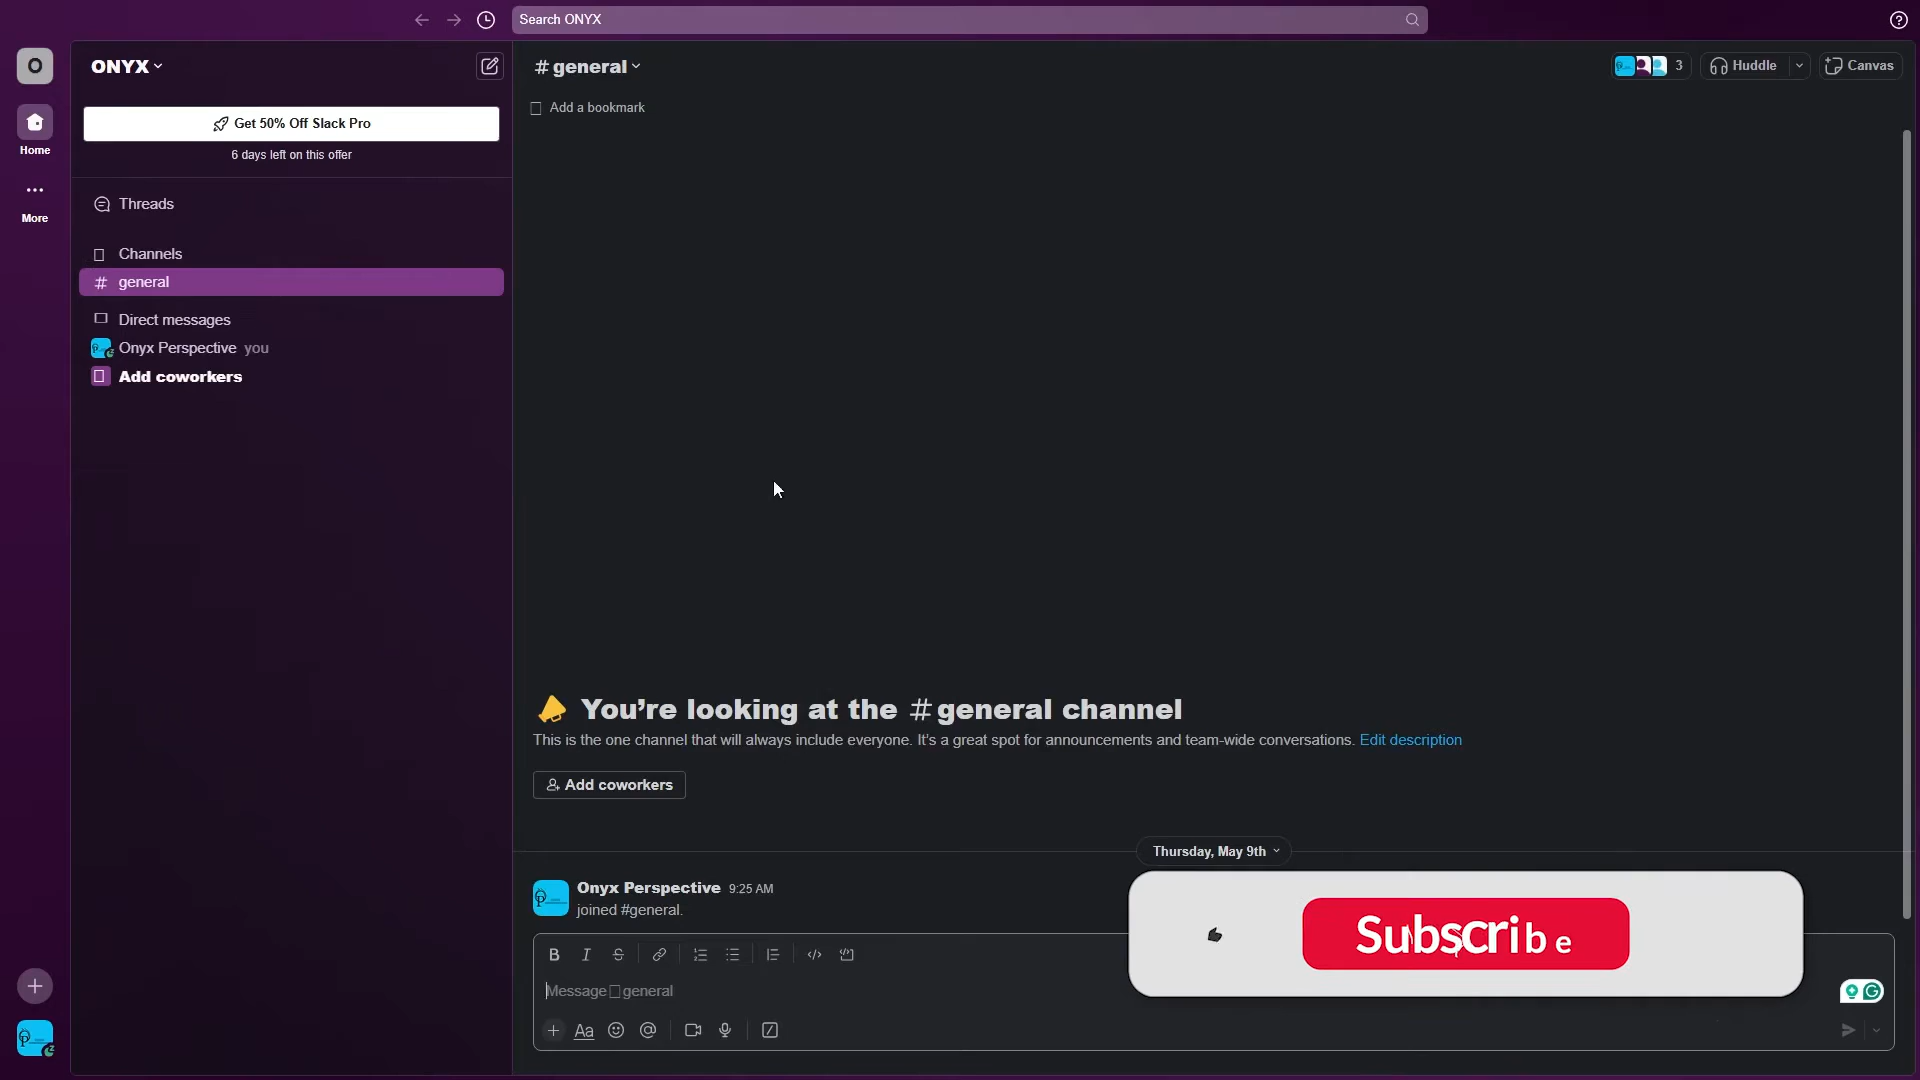 Search ONYX
O
Home
More
ONYX
Get 50% Off Slack Pro
6 days left on this offer
Threads
Channels
# general
Direct messages
Onyx Perspective you
Add coworkers
# general
3
Huddle
Canvas
Add a bookmark
You're looking at the # general channel
This is the one channel that will always include everyone. It's a great spot for announcements and team-wide conversations. Edit description
Add coworkers
Thursday, May 9th
Onyx Perspective 9:25 AM
joined #general.
Subscribe
B I S
Message general
Aa